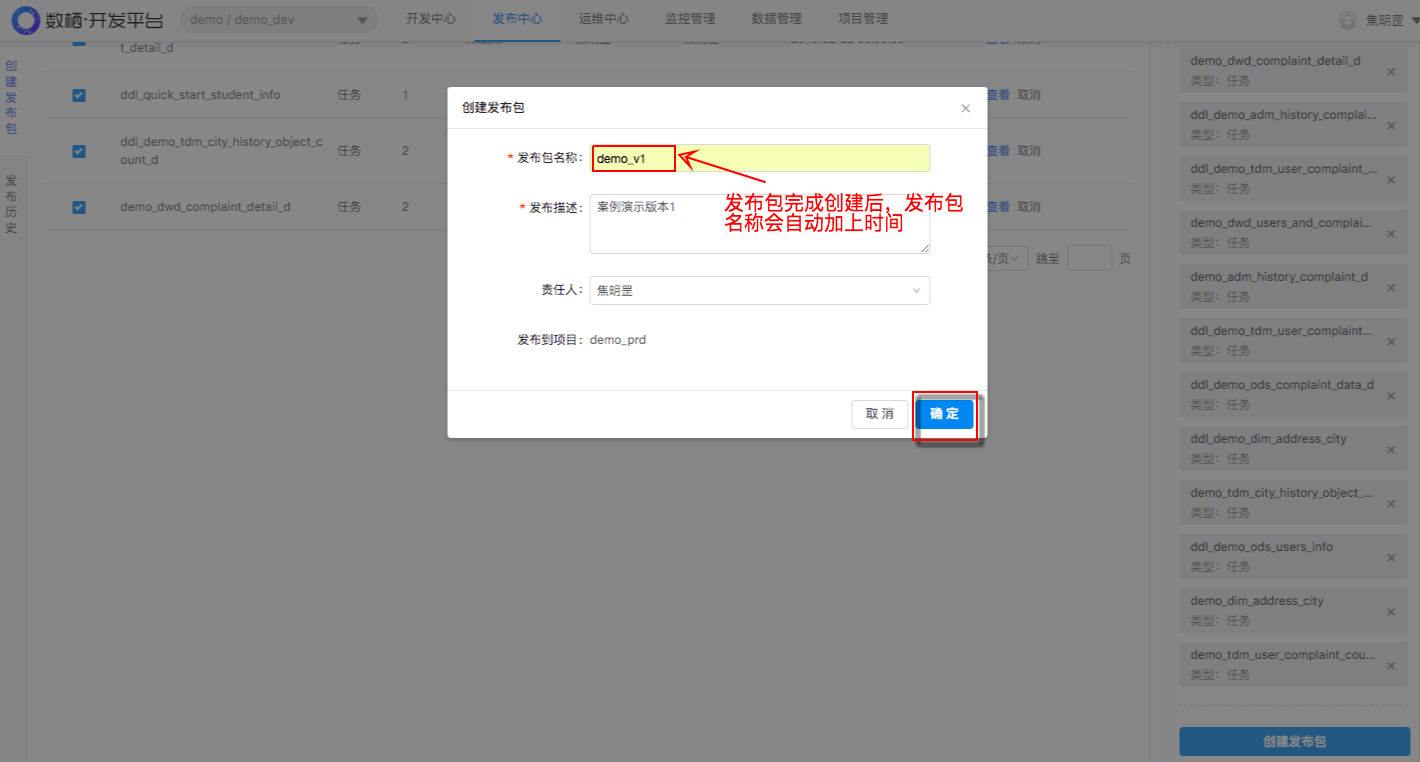 数栖·开发平台
demo / demo_dev
开发中心
发布中心
运维中心
监控管理
数据管理
项目管理
焦明罡
创建发布包
发布历史
t_detail_d
ddl_quick_start_student_info
任务
1
查看 取消
ddl_demo_tdm_city_history_object_c
ount_d
任务
2
查看 取消
demo_dwd_complaint_detail_d
任务
2
查看 取消
条/页
跳至
页
创建发布包
* 发布包名称:
demo_v1
* 发布描述:
案例演示版本1
发布包完成创建后，发布包
名称会自动加上时间
责任人:
焦明罡
发布到项目: demo_prd
取 消
确 定
demo_dwd_complaint_detail_d
类型: 任务
ddl_demo_adm_history_complai...
类型: 任务
ddl_demo_tdm_user_complaint_...
类型: 任务
demo_dwd_users_and_complai...
类型: 任务
demo_adm_history_complaint_d
类型: 任务
ddl_demo_tdm_user_complaint...
类型: 任务
ddl_demo_ods_complaint_data_d
类型: 任务
ddl_demo_dim_address_city
类型: 任务
demo_tdm_city_history_object_...
类型: 任务
ddl_demo_ods_users_info
类型: 任务
demo_dim_address_city
类型: 任务
demo_tdm_user_complaint_cou...
类型: 任务
创建发布包